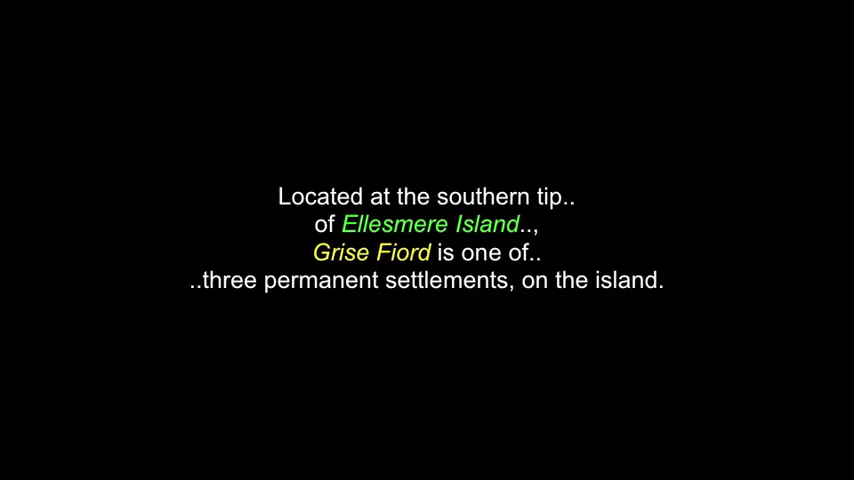 Located at the southern tip..
of Ellesmere Island..,
Grise Fiord is one of..
..three permanent settlements, on the island.